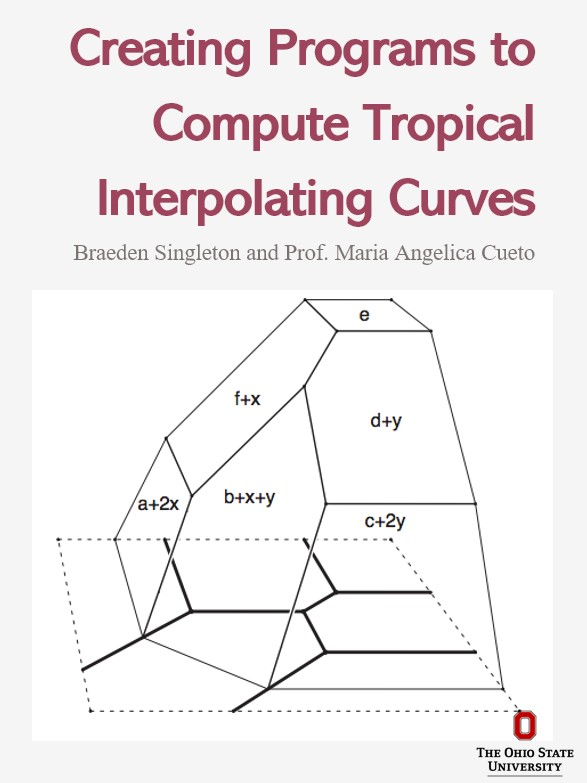 Creating Programs to
Compute Tropical
Interpolating Curves
Braeden Singleton and Prof. Maria Angelica Cueto
e
f+x
d+y
a+2x
b+x+y
c+2y
THE OHIO STATE
UNIVERSITY